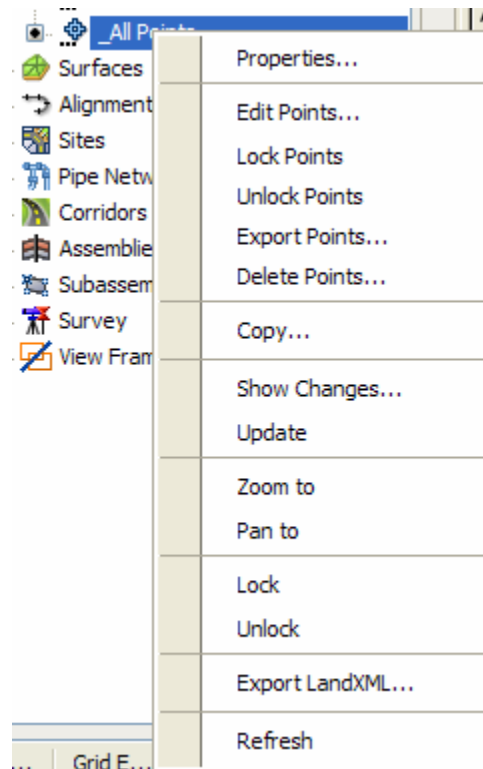 _All Points
Surfaces
Alignment
Sites
Pipe Netw
Corridors
Assemblie
Subassem
Survey
View Fram
Properties...
Edit Points...
Lock Points
Unlock Points
Export Points...
Delete Points...
Copy...
Show Changes...
Update
Zoom to
Pan to
Lock
Unlock
Export LandXML...
Refresh
... Grid E...